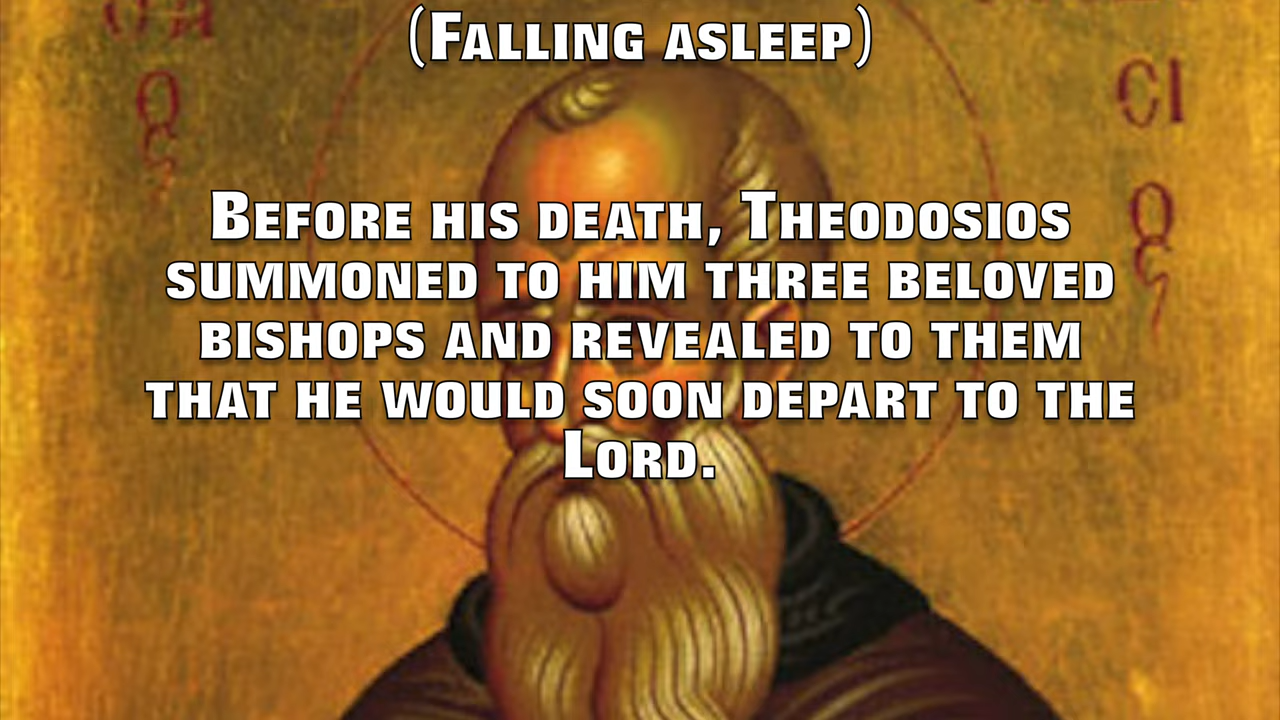 (Falling asleep)
Before his death, Theodosios
summoned to him three beloved
bishops and revealed to them
that he would soon depart to the
Lord.
CI